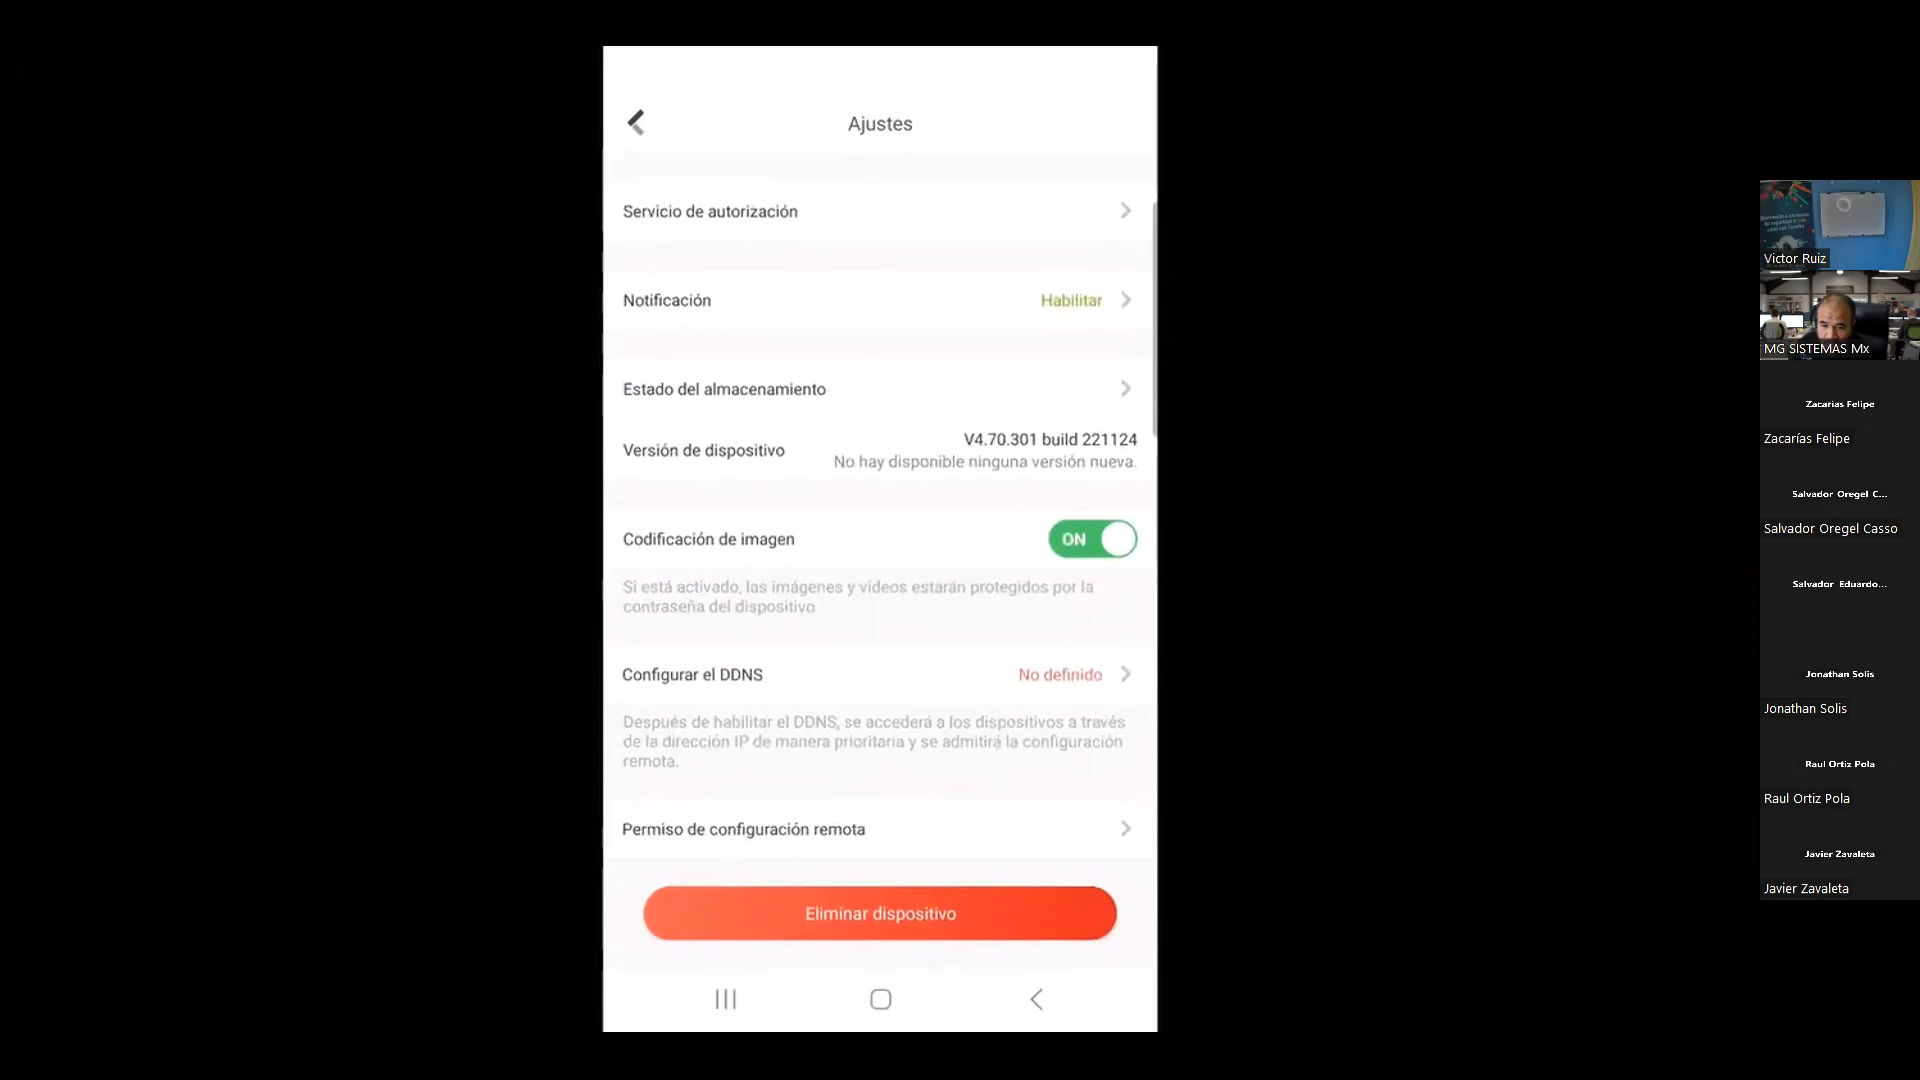 Ajustes
Servicio de autorización
Notificación
Habilitar
Estado del almacenamiento
Versión de dispositivo
V4.70.301 build 221124
No hay disponible ninguna versión nueva.
Codificación de imagen
ON
Si está activado, las imágenes y vídeos estarán protegidos por la
contraseña del dispositivo
Configurar el DDNS
No definido
Después de habilitar el DDNS, se accederá a los dispositivos a través
de la dirección IP de manera prioritaria y se admitirá la configuración
remota.
Permiso de configuración remota
Eliminar dispositivo
Victor Ruiz
MG SISTEMAS Mx
Zacarias Felipe
Zacarías Felipe
Salvador Oregel C...
Salvador Oregel Casso
Salvador Eduardo...
Jonathan Solis
Jonathan Solis
Raul Ortiz Pola
Raul Ortiz Pola
Javier Zavaleta
Javier Zavaleta